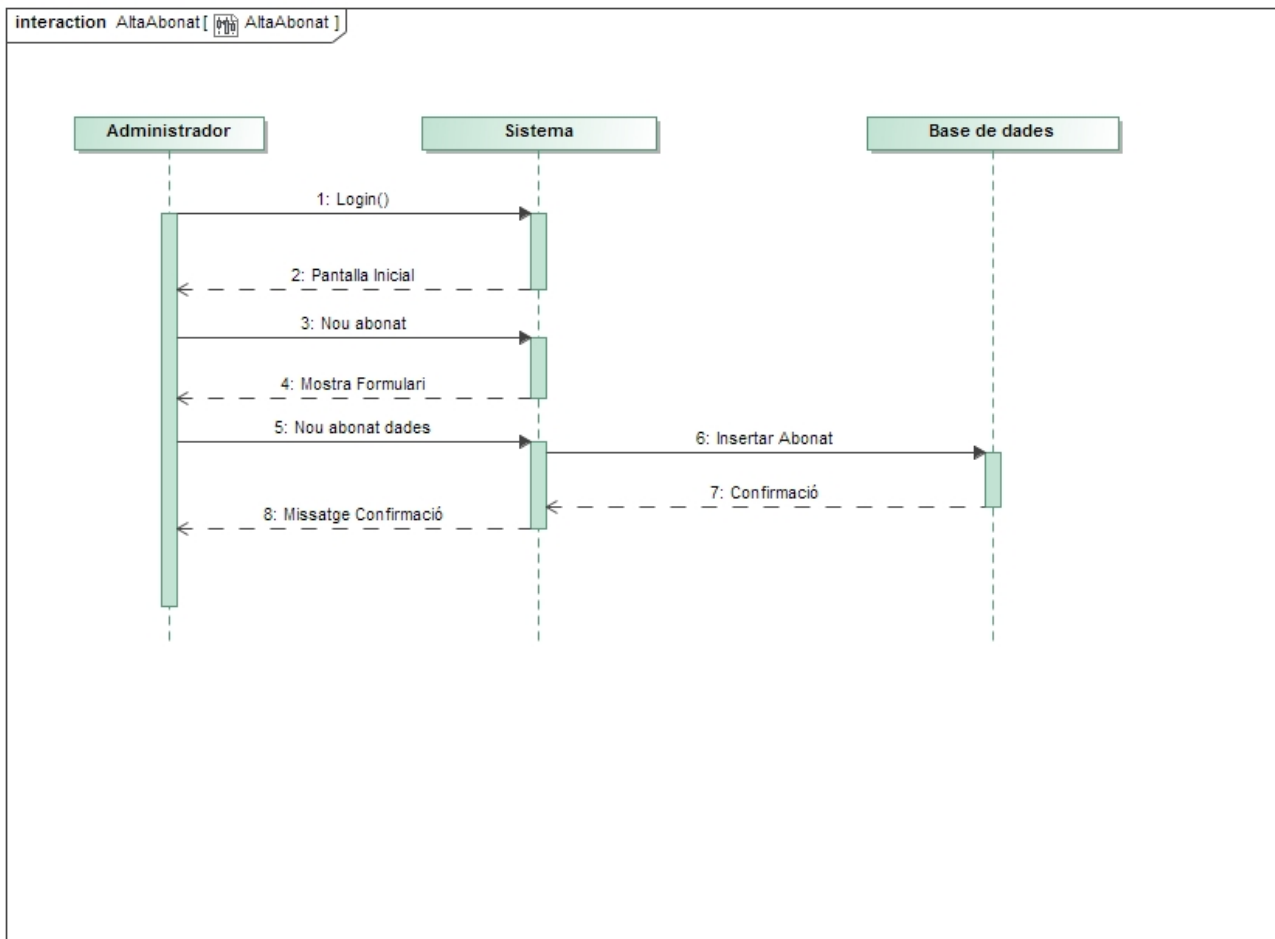 interaction AltaAbonat [ AltaAbonat ]
Administrador
Sistema
Base de dades
1: Login()
2: Pantalla Inicial
3: Nou abonat
4: Mostra Formulari
5: Nou abonat dades
6: Insertar Abonat
7: Confirmació
8: Missatge Confirmació